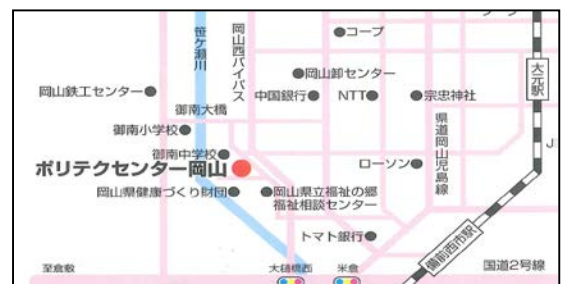 コープ
笹ケ瀬川
岡山西バイパス
岡山卸センター
大元駅
岡山鉄工センター
中国銀行
NTT
宗忠神社
御南大橋
県道岡山児島線
御南小学校
J
御南中学校
ポリテクセンター岡山
ローソン
岡山県健康づくり財団
岡山県立福祉の郷
福祉相談センター
トマト銀行
備前西市駅
至倉敷
大樋橋西
米倉
国道2号線